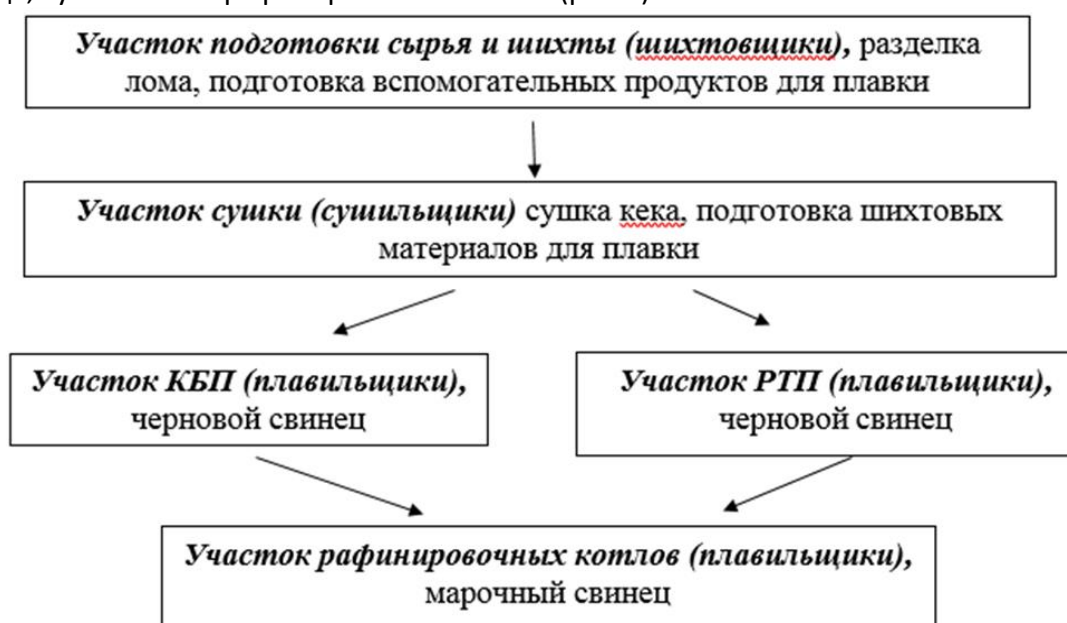 Участок подготовки сырья и шихты (шихтовщики), разделка
лома, подготовка вспомогательных продуктов для плавки
Участок сушки (сушильщики) сушка кека, подготовка шихтовых
материалов для плавки
Участок КБП (плавильщики),
черновой свинец
Участок РТП (плавильщики),
черновой свинец
Участок рафинировочных котлов (плавильщики),
марочный свинец